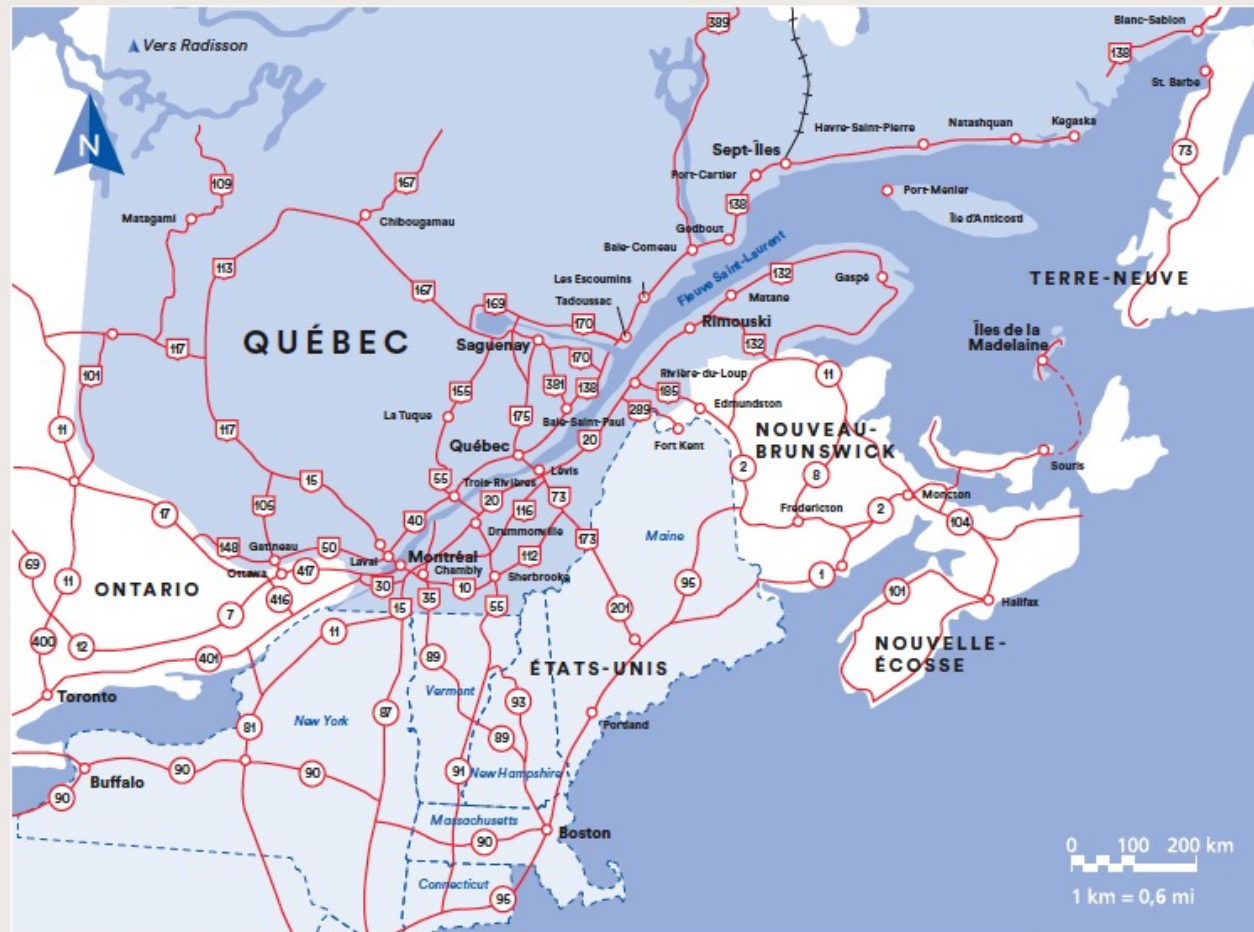 389
Blanc-Sablon
Vers Radisson
138
St. Barbe
N
Havre-Saint-Pierre
Natashquan
Kegaska
Sept-Îles
73
109
167
Port-Cartier
Port-Menier
Matagami
Chibougamau
138
Île d'Anticosti
Godbout
Baie-Comeau
Fleuve Saint-Laurent
113
Les Escoumins
132
Gaspé
TERRE-NEUVE
167
169
Tadoussac
Matane
170
Rimouski
Îles de la
Madelaine
QUÉBEC
Saguenay
132
117
170
101
155
381
138
Rivière-du-Loup
11
185
La Tuque
175
Baie-Saint-Paul
289
Edmundston
11
117
Québec
20
Fort Kent
NOUVEAU-
BRUNSWICK
Lévis
Souris
15
55
Trois-Rivières
2
8
20
73
Moncton
105
116
Fredericton
2
17
40
Drummonville
104
148
Gatineau
50
Laval
Montréal
112
173
Maine
69
Ottawa
417
Chambly
Sherbrooke
11
ONTARIO
416
30
35
10
95
1
101
7
15
55
201
Halifax
400
12
11
401
89
NOUVELLE-
ÉCOSSE
ÉTATS-UNIS
Toronto
Vermont
93
New York
87
Portland
81
89
90
90
91
New Hampshire
Buffalo
90
Massachusetts
Boston
90
0 100 200 km
Connecticut
95
1 km = 0,6 mi